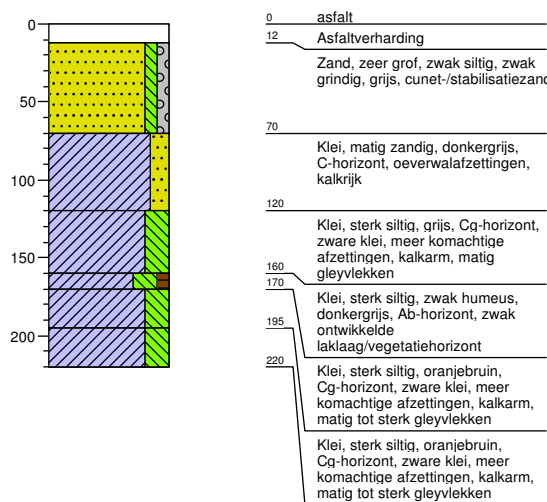 0
50
100
150
200
0 asfalt
12 Asfaltverharding
Zand, zeer grof, zwak siltig, zwak
grindig, grijs, cunet-/stabilisatiezand
70
Klei, matig zandig, donkergrijs,
C-horizont, oeverwalafzettingen,
kalkrijk
120
Klei, sterk siltig, grijs, Cg-horizont,
zware klei, meer komachtige
afzettingen, kalkarm, matig
gleyvlekken
160
170
Klei, sterk siltig, zwak humeus,
donkergrijs, Ab-horizont, zwak
ontwikkelde
laklaag/vegetatiehorizont
195
220
Klei, sterk siltig, oranjebruin,
Cg-horizont, zware klei, meer
komachtige afzettingen, kalkarm,
matig tot sterk gleyvlekken
Klei, sterk siltig, oranjebruin,
Cg-horizont, zware klei, meer
komachtige afzettingen, kalkarm,
matig tot sterk gleyvlekken